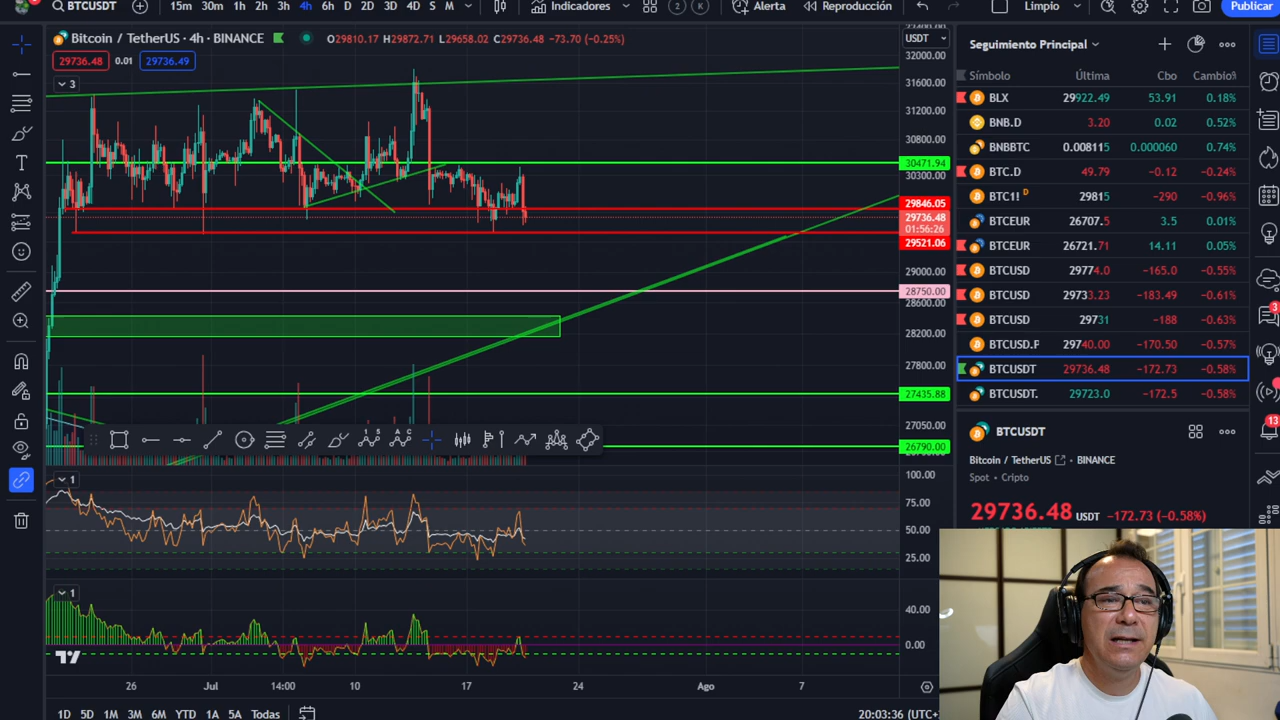 BTCUSDT 15m 30m 1h 2h 3h 4h 6h D 2D 3D 4D S M Indicadores 2 K Alerta Reproducción Limpio Publicar
Bitcoin / TetherUS · 4h · BINANCE O29810.17 H29872.71 L29658.02 C29736.48 −73.70 (−0.25%)
29736.48 0.01 29736.49
3
USDT
32000.00
31600.00
31200.00
30800.00
30471.94
30300.00
29846.05
29736.48
01:56:26
29521.06
29000.00
28750.00
28600.00
28200.00
27800.00
27435.88
27050.00
26790.00
1
100.00
75.00
50.00
25.00
1
40.00
0.00
26 Jul 14:00 10 17 24 Ago 7
1D 5D 1M 3M 6M YTD 1A 5A Todas
20:03:36 (UTC+
Seguimiento Principal
Símbolo Última Cbo Cambio%
BLX 29922.49 53.91 0.18%
BNB.D 3.20 0.02 0.52%
BNBBTC 0.008115 0.000060 0.74%
BTC.D 49.79 −0.12 −0.24%
BTC1! D 29815 −290 −0.96%
BTCEUR 26707.5 3.5 0.01%
BTCEUR 26721.71 14.11 0.05%
BTCUSD 29774.0 −165.0 −0.55%
BTCUSD 29733.23 −183.49 −0.61%
BTCUSD 29731 −188 −0.63%
BTCUSD.P 29740.00 −170.50 −0.57%
BTCUSDT 29736.48 −172.73 −0.58%
BTCUSDT. 29723.0 −172.5 −0.58%
BTCUSDT
Bitcoin / TetherUS · BINANCE
Spot · Cripto
29736.48 USDT −172.73 (−0.58%)
3
13